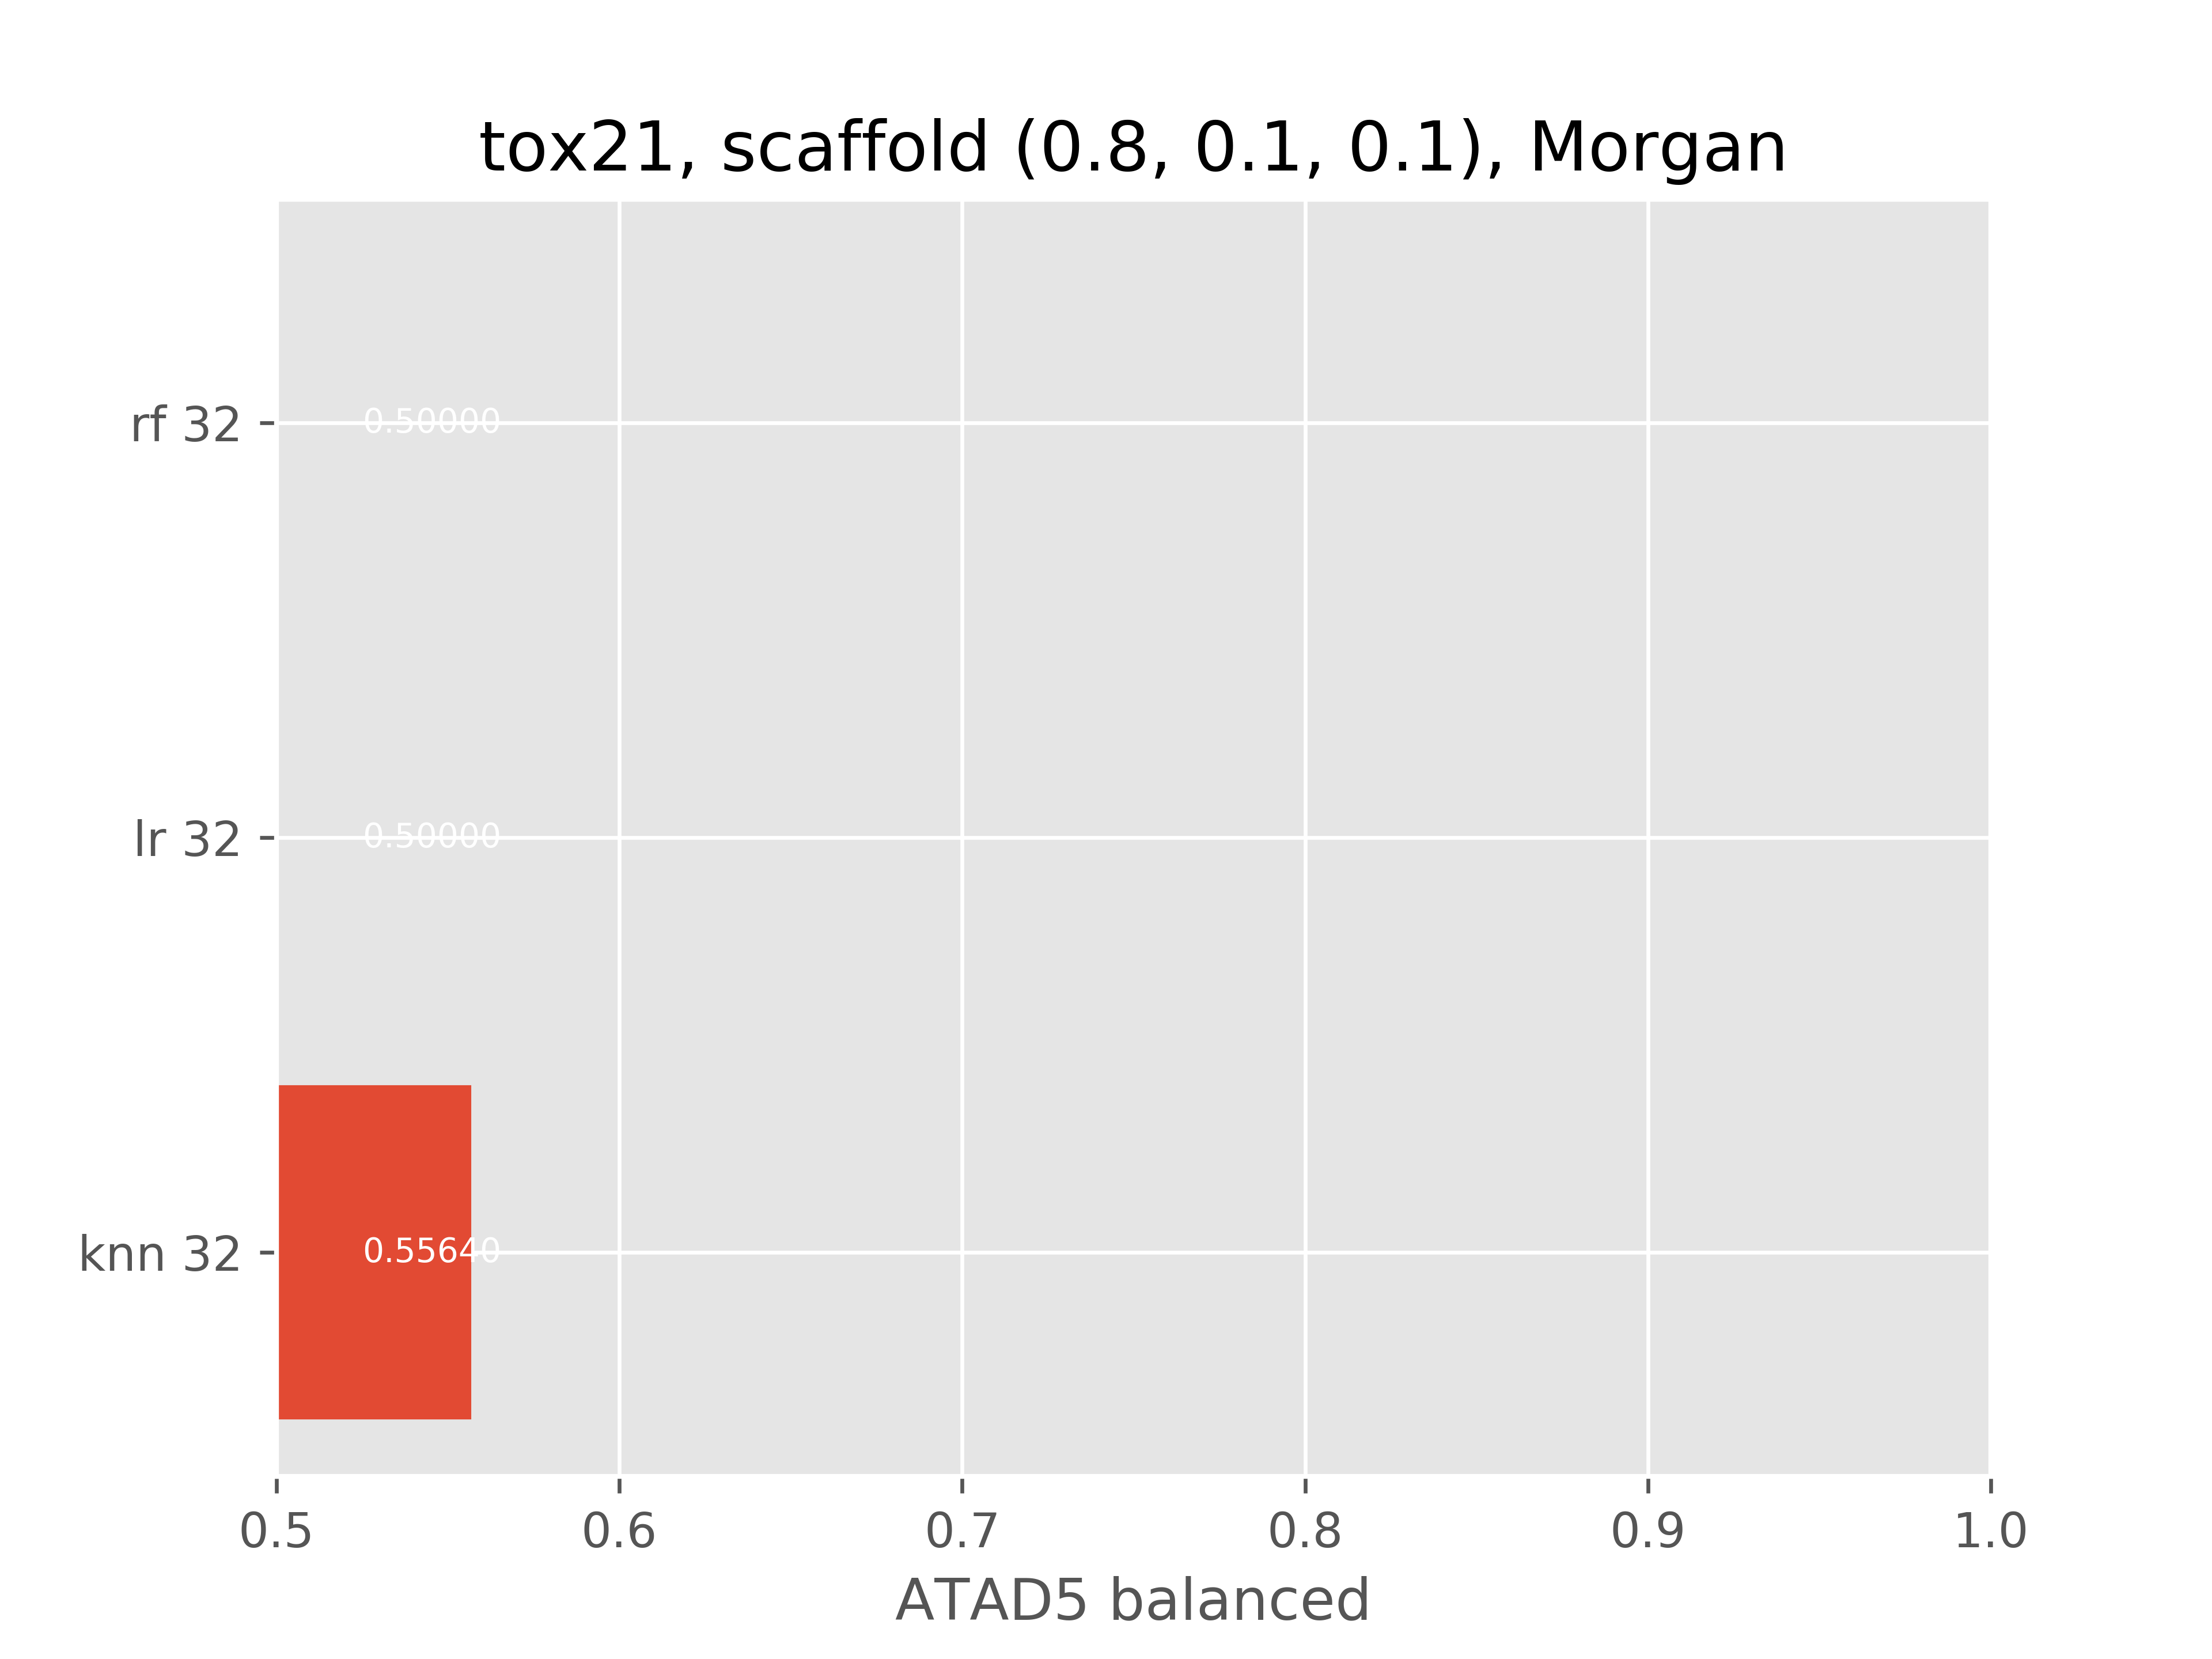 tox21, scaffold (0.8, 0.1, 0.1), Morgan
rf 32
0.50000
lr 32
0.50000
knn 32
0.55640
0.5 0.6 0.7 0.8 0.9 1.0
ATAD5 balanced